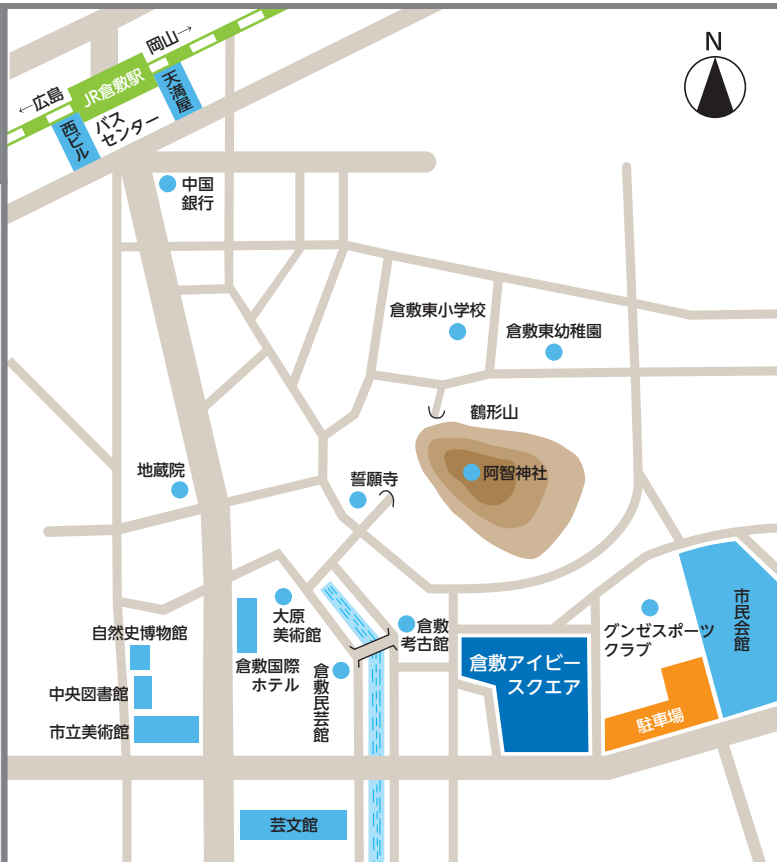 N
岡山→
←広島
JR倉敷駅
天満屋
西ビル
バス
センター
中国
銀行
倉敷東小学校
倉敷東幼稚園
鶴形山
阿智神社
地蔵院
誓願寺
大原
美術館
倉敷国際
ホテル
倉敷民芸館
倉敷
考古館
倉敷アイビー
スクエア
グンゼスポーツ
クラブ
市民会館
駐車場
自然史博物館
中央図書館
市立美術館
芸文館